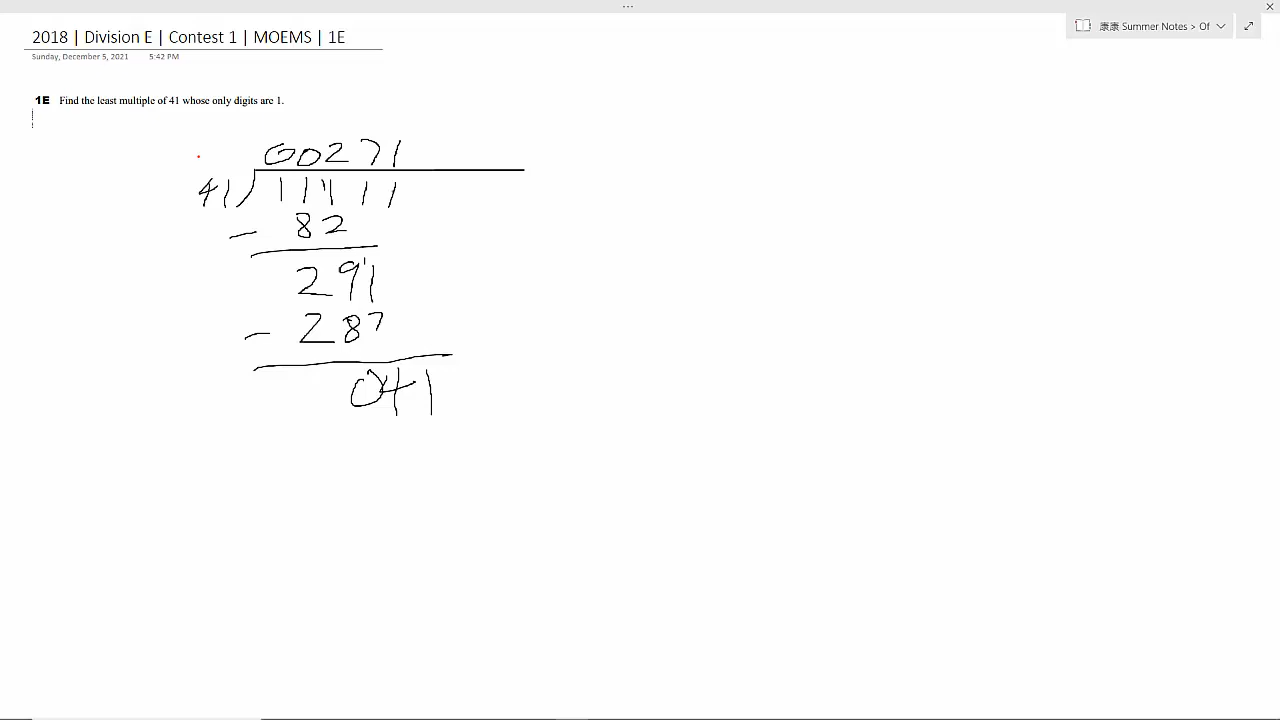 ...
2018 | Division E | Contest 1 | MOEMS | 1E
康康 Summer Notes > Of
Sunday, December 5, 2021 5:42 PM
1E Find the least multiple of 41 whose only digits are 1.
00271
41 ) 11111
- 82
291
- 287
041